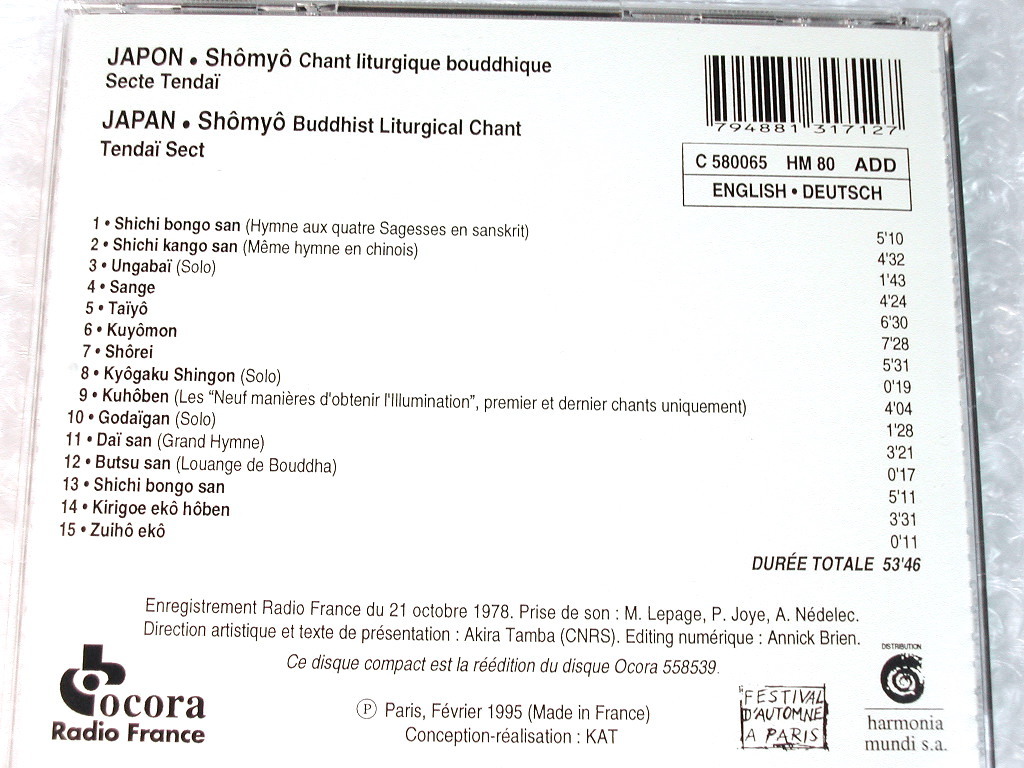 JAPON • Shômyô Chant liturgique bouddhique
Secte Tendaï
JAPAN • Shômyô Buddhist Liturgical Chant
Tendaï Sect
794881 317127
C 580065 HM 80 ADD
ENGLISH • DEUTSCH
1 • Shichi bongo san (Hymne aux quatre Sagesses en sanskrit) 5'10
2 • Shichi kango san (Même hymne en chinois) 4'32
3 • Ungabaï (Solo) 1'43
4 • Sange 4'24
5 • Taïyô 6'30
6 • Kuyômon 7'28
7 • Shôrei 5'31
8 • Kyôgaku Shingon (Solo) 0'19
9 • Kuhôben (Les "Neuf manières d'obtenir l'Illumination", premier et dernier chants uniquement) 4'04
10 • Godaïgan (Solo) 1'28
11 • Daï san (Grand Hymne) 3'21
12 • Butsu san (Louange de Bouddha) 0'17
13 • Shichi bongo san 5'11
14 • Kirigoe ekô hôben 3'31
15 • Zuihô ekô 0'11
DURÉE TOTALE 53'46
Enregistrement Radio France du 21 octobre 1978. Prise de son : M. Lepage, P. Joye, A. Nédelec.
Direction artistique et texte de présentation : Akira Tamba (CNRS). Editing numérique : Annick Brien.
Ce disque compact est la réédition du disque Ocora 558539.
ocora
Radio France
Ⓟ Paris, Février 1995 (Made in France)
Conception-réalisation : KAT
FESTIVAL
D'AUTOMNE
A PARIS
DISTRIBUTION
harmonia
mundi s.a.